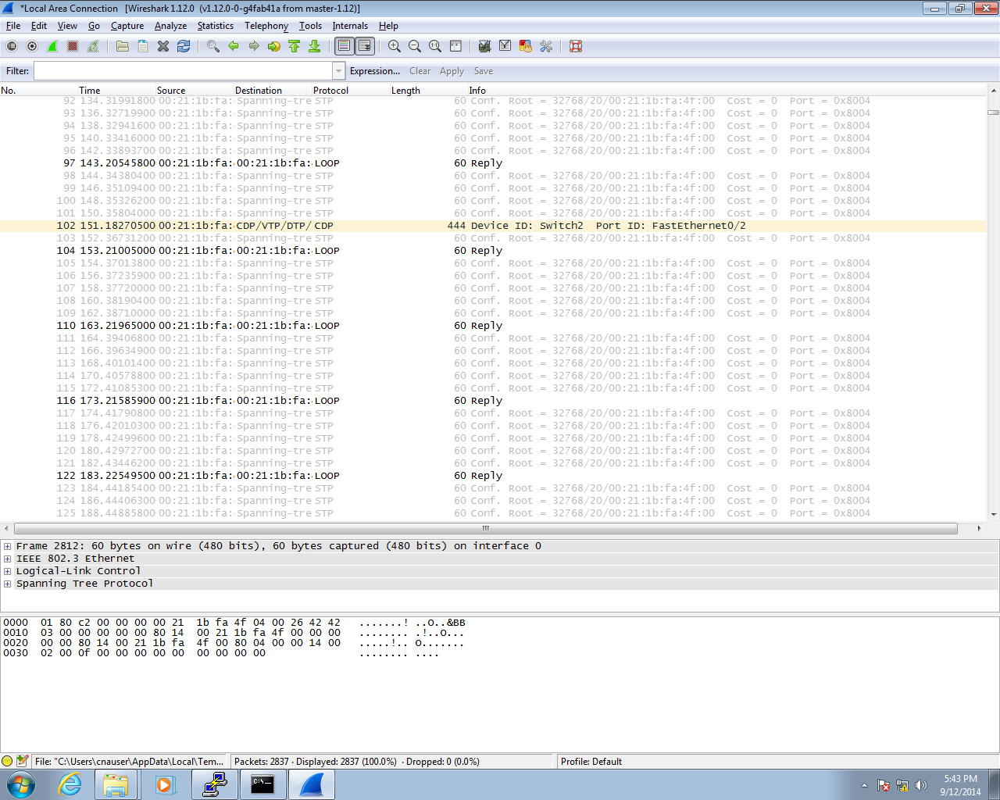 *Local Area Connection   [Wireshark 1.12.0  (v1.12.0-0-g4fab41a from master-1.12)]
File Edit View Go Capture Analyze Statistics Telephony Tools Internals Help
Filter: Expression... Clear Apply Save
No. Time Source Destination Protocol Length Info
92 134.31991800 00:21:1b:fa: Spanning-tre STP 60 Conf. Root = 32768/20/00:21:1b:fa:4f:00  Cost = 0  Port = 0x8004
93 136.32719900 00:21:1b:fa: Spanning-tre STP 60 Conf. Root = 32768/20/00:21:1b:fa:4f:00  Cost = 0  Port = 0x8004
94 138.32941600 00:21:1b:fa: Spanning-tre STP 60 Conf. Root = 32768/20/00:21:1b:fa:4f:00  Cost = 0  Port = 0x8004
95 140.33416000 00:21:1b:fa: Spanning-tre STP 60 Conf. Root = 32768/20/00:21:1b:fa:4f:00  Cost = 0  Port = 0x8004
96 142.33893700 00:21:1b:fa: Spanning-tre STP 60 Conf. Root = 32768/20/00:21:1b:fa:4f:00  Cost = 0  Port = 0x8004
97 143.20545800 00:21:1b:fa: 00:21:1b:fa: LOOP 60 Reply
98 144.34380400 00:21:1b:fa: Spanning-tre STP 60 Conf. Root = 32768/20/00:21:1b:fa:4f:00  Cost = 0  Port = 0x8004
99 146.35109400 00:21:1b:fa: Spanning-tre STP 60 Conf. Root = 32768/20/00:21:1b:fa:4f:00  Cost = 0  Port = 0x8004
100 148.35326200 00:21:1b:fa: Spanning-tre STP 60 Conf. Root = 32768/20/00:21:1b:fa:4f:00  Cost = 0  Port = 0x8004
101 150.35804000 00:21:1b:fa: Spanning-tre STP 60 Conf. Root = 32768/20/00:21:1b:fa:4f:00  Cost = 0  Port = 0x8004
102 151.18270500 00:21:1b:fa: CDP/VTP/DTP/ CDP 444 Device ID: Switch2  Port ID: FastEthernet0/2
103 152.36731200 00:21:1b:fa: Spanning-tre STP 60 Conf. Root = 32768/20/00:21:1b:fa:4f:00  Cost = 0  Port = 0x8004
104 153.21005000 00:21:1b:fa: 00:21:1b:fa: LOOP 60 Reply
105 154.37013800 00:21:1b:fa: Spanning-tre STP 60 Conf. Root = 32768/20/00:21:1b:fa:4f:00  Cost = 0  Port = 0x8004
106 156.37235900 00:21:1b:fa: Spanning-tre STP 60 Conf. Root = 32768/20/00:21:1b:fa:4f:00  Cost = 0  Port = 0x8004
107 158.37720000 00:21:1b:fa: Spanning-tre STP 60 Conf. Root = 32768/20/00:21:1b:fa:4f:00  Cost = 0  Port = 0x8004
108 160.38190400 00:21:1b:fa: Spanning-tre STP 60 Conf. Root = 32768/20/00:21:1b:fa:4f:00  Cost = 0  Port = 0x8004
109 162.38710000 00:21:1b:fa: Spanning-tre STP 60 Conf. Root = 32768/20/00:21:1b:fa:4f:00  Cost = 0  Port = 0x8004
110 163.21965000 00:21:1b:fa: 00:21:1b:fa: LOOP 60 Reply
111 164.39406800 00:21:1b:fa: Spanning-tre STP 60 Conf. Root = 32768/20/00:21:1b:fa:4f:00  Cost = 0  Port = 0x8004
112 166.39634900 00:21:1b:fa: Spanning-tre STP 60 Conf. Root = 32768/20/00:21:1b:fa:4f:00  Cost = 0  Port = 0x8004
113 168.40101400 00:21:1b:fa: Spanning-tre STP 60 Conf. Root = 32768/20/00:21:1b:fa:4f:00  Cost = 0  Port = 0x8004
114 170.40578800 00:21:1b:fa: Spanning-tre STP 60 Conf. Root = 32768/20/00:21:1b:fa:4f:00  Cost = 0  Port = 0x8004
115 172.41085300 00:21:1b:fa: Spanning-tre STP 60 Conf. Root = 32768/20/00:21:1b:fa:4f:00  Cost = 0  Port = 0x8004
116 173.21585900 00:21:1b:fa: 00:21:1b:fa: LOOP 60 Reply
117 174.41790800 00:21:1b:fa: Spanning-tre STP 60 Conf. Root = 32768/20/00:21:1b:fa:4f:00  Cost = 0  Port = 0x8004
118 176.42010300 00:21:1b:fa: Spanning-tre STP 60 Conf. Root = 32768/20/00:21:1b:fa:4f:00  Cost = 0  Port = 0x8004
119 178.42499600 00:21:1b:fa: Spanning-tre STP 60 Conf. Root = 32768/20/00:21:1b:fa:4f:00  Cost = 0  Port = 0x8004
120 180.42972700 00:21:1b:fa: Spanning-tre STP 60 Conf. Root = 32768/20/00:21:1b:fa:4f:00  Cost = 0  Port = 0x8004
121 182.43446200 00:21:1b:fa: Spanning-tre STP 60 Conf. Root = 32768/20/00:21:1b:fa:4f:00  Cost = 0  Port = 0x8004
122 183.22549500 00:21:1b:fa: 00:21:1b:fa: LOOP 60 Reply
123 184.44185400 00:21:1b:fa: Spanning-tre STP 60 Conf. Root = 32768/20/00:21:1b:fa:4f:00  Cost = 0  Port = 0x8004
124 186.44406300 00:21:1b:fa: Spanning-tre STP 60 Conf. Root = 32768/20/00:21:1b:fa:4f:00  Cost = 0  Port = 0x8004
125 188.44885800 00:21:1b:fa: Spanning-tre STP 60 Conf. Root = 32768/20/00:21:1b:fa:4f:00  Cost = 0  Port = 0x8004
Frame 2812: 60 bytes on wire (480 bits), 60 bytes captured (480 bits) on interface 0
IEEE 802.3 Ethernet
Logical-Link Control
Spanning Tree Protocol
0000  01 80 c2 00 00 00 00 21  1b fa 4f 04 00 26 42 42   .......! ..O..&BB
0010  03 00 00 00 00 00 80 14  00 21 1b fa 4f 00 00 00   ........ .!..O...
0020  00 00 80 14 00 21 1b fa  4f 00 80 04 00 00 14 00   .....!.. O.......
0030  02 00 0f 00 00 00 00 00  00 00 00 00   ........ ....
File: "C:\Users\cnauser\AppData\Local\Tem... Packets: 2837 · Displayed: 2837 (100.0%)  · Dropped: 0 (0.0%) Profile: Default
C:\_
5:43 PM
9/12/2014